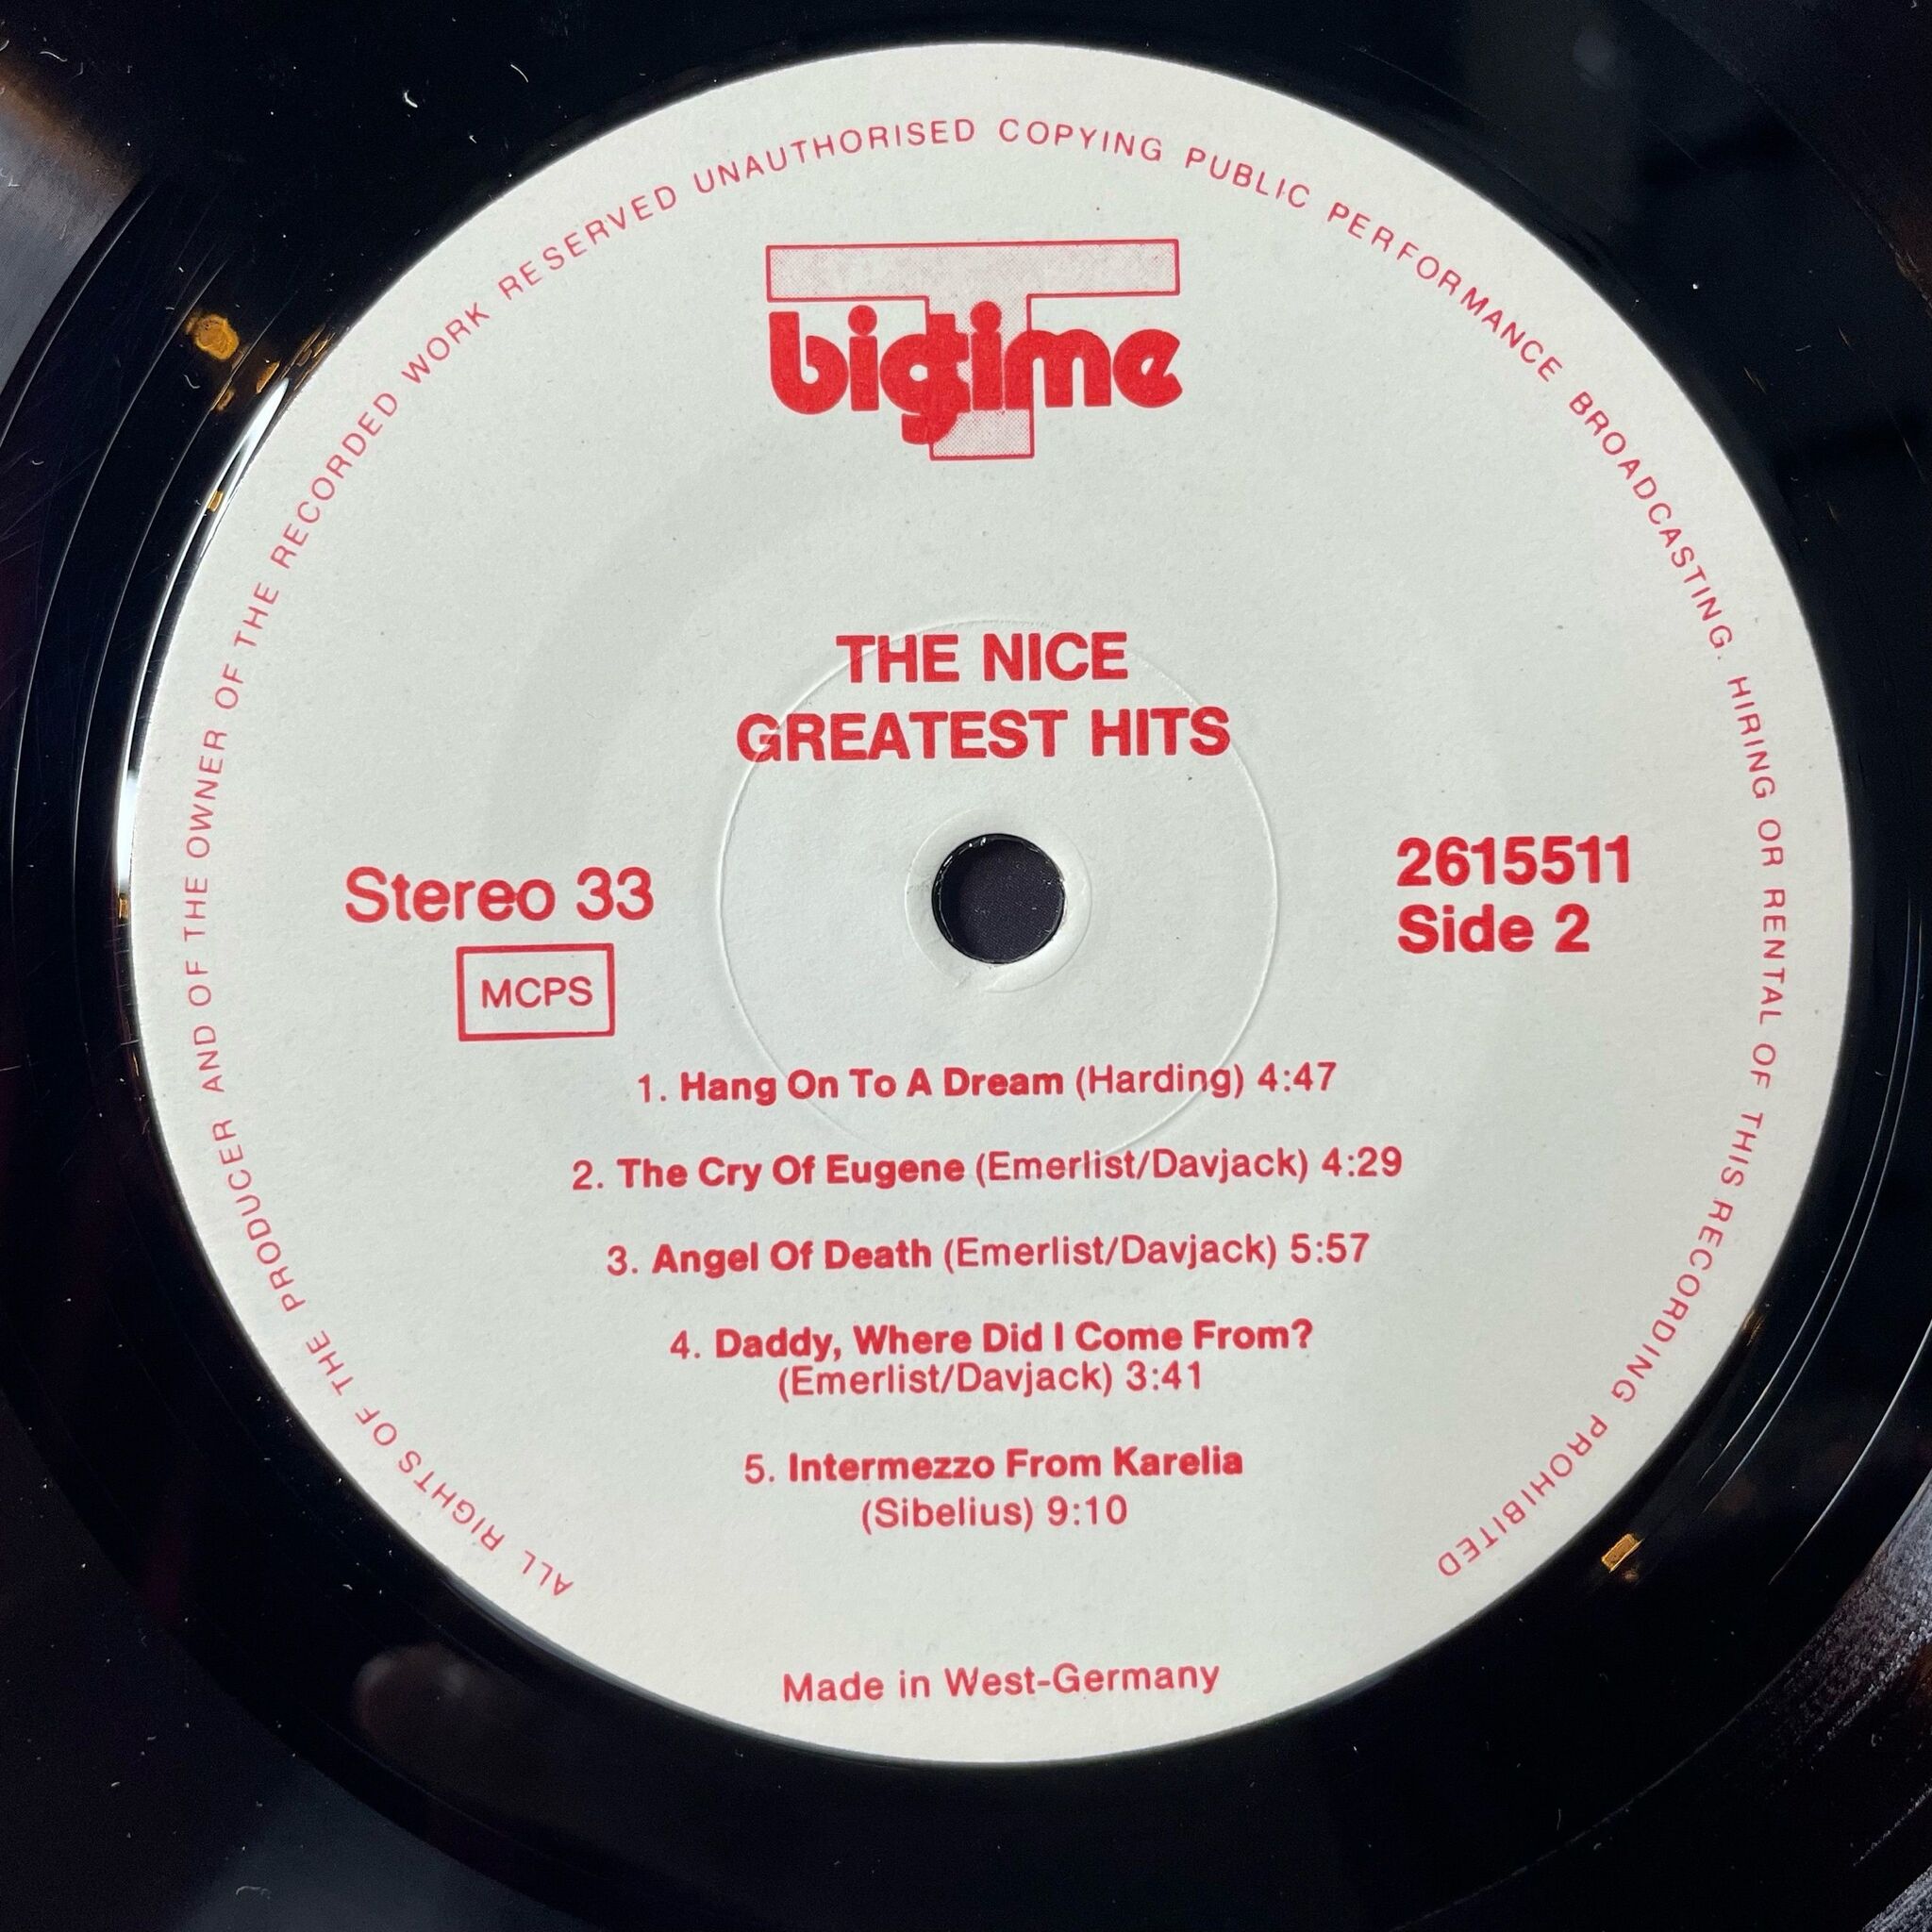 ALL RIGHTS OF THE PRODUCER AND OF THE OWNER OF THE RECORDED WORK RESERVED UNAUTHORISED COPYING PUBLIC PERFORMANCE BROADCASTING. HIRING OR RENTAL OF THIS RECORDING PROHIBITED
bigtime
THE NICE
GREATEST HITS
Stereo 33
MCPS
2615511
Side 2
1. Hang On To A Dream (Harding) 4:47
2. The Cry Of Eugene (Emerlist/Davjack) 4:29
3. Angel Of Death (Emerlist/Davjack) 5:57
4. Daddy, Where Did I Come From?
(Emerlist/Davjack) 3:41
5. Intermezzo From Karelia
(Sibelius) 9:10
Made in West-Germany